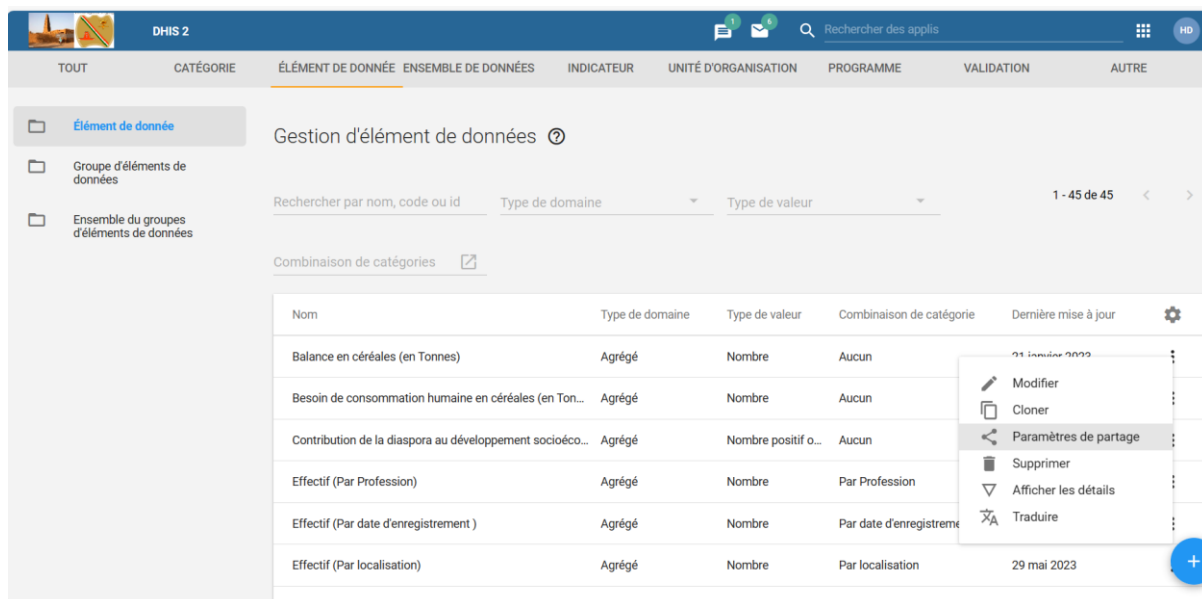 DHIS 2
1
6
Rechercher des applis
HD
TOUT CATÉGORIE ÉLÉMENT DE DONNÉE ENSEMBLE DE DONNÉES INDICATEUR UNITÉ D'ORGANISATION PROGRAMME VALIDATION AUTRE
Élément de donnée
Groupe d'éléments de
données
Ensemble du groupes
d'éléments de données
Gestion d'élément de données
Rechercher par nom, code ou id Type de domaine Type de valeur 1 - 45 de 45
Combinaison de catégories
Nom Type de domaine Type de valeur Combinaison de catégorie Dernière mise à jour
Balance en céréales (en Tonnes) Agrégé Nombre Aucun 21 janvier 2023
Besoin de consommation humaine en céréales (en Ton... Agrégé Nombre Aucun
Contribution de la diaspora au développement socioéco... Agrégé Nombre positif o... Aucun
Effectif (Par Profession) Agrégé Nombre Par Profession
Effectif (Par date d'enregistrement ) Agrégé Nombre Par date d'enregistreme
Effectif (Par localisation) Agrégé Nombre Par localisation 29 mai 2023
Modifier
Cloner
Paramètres de partage
Supprimer
Afficher les détails
Traduire